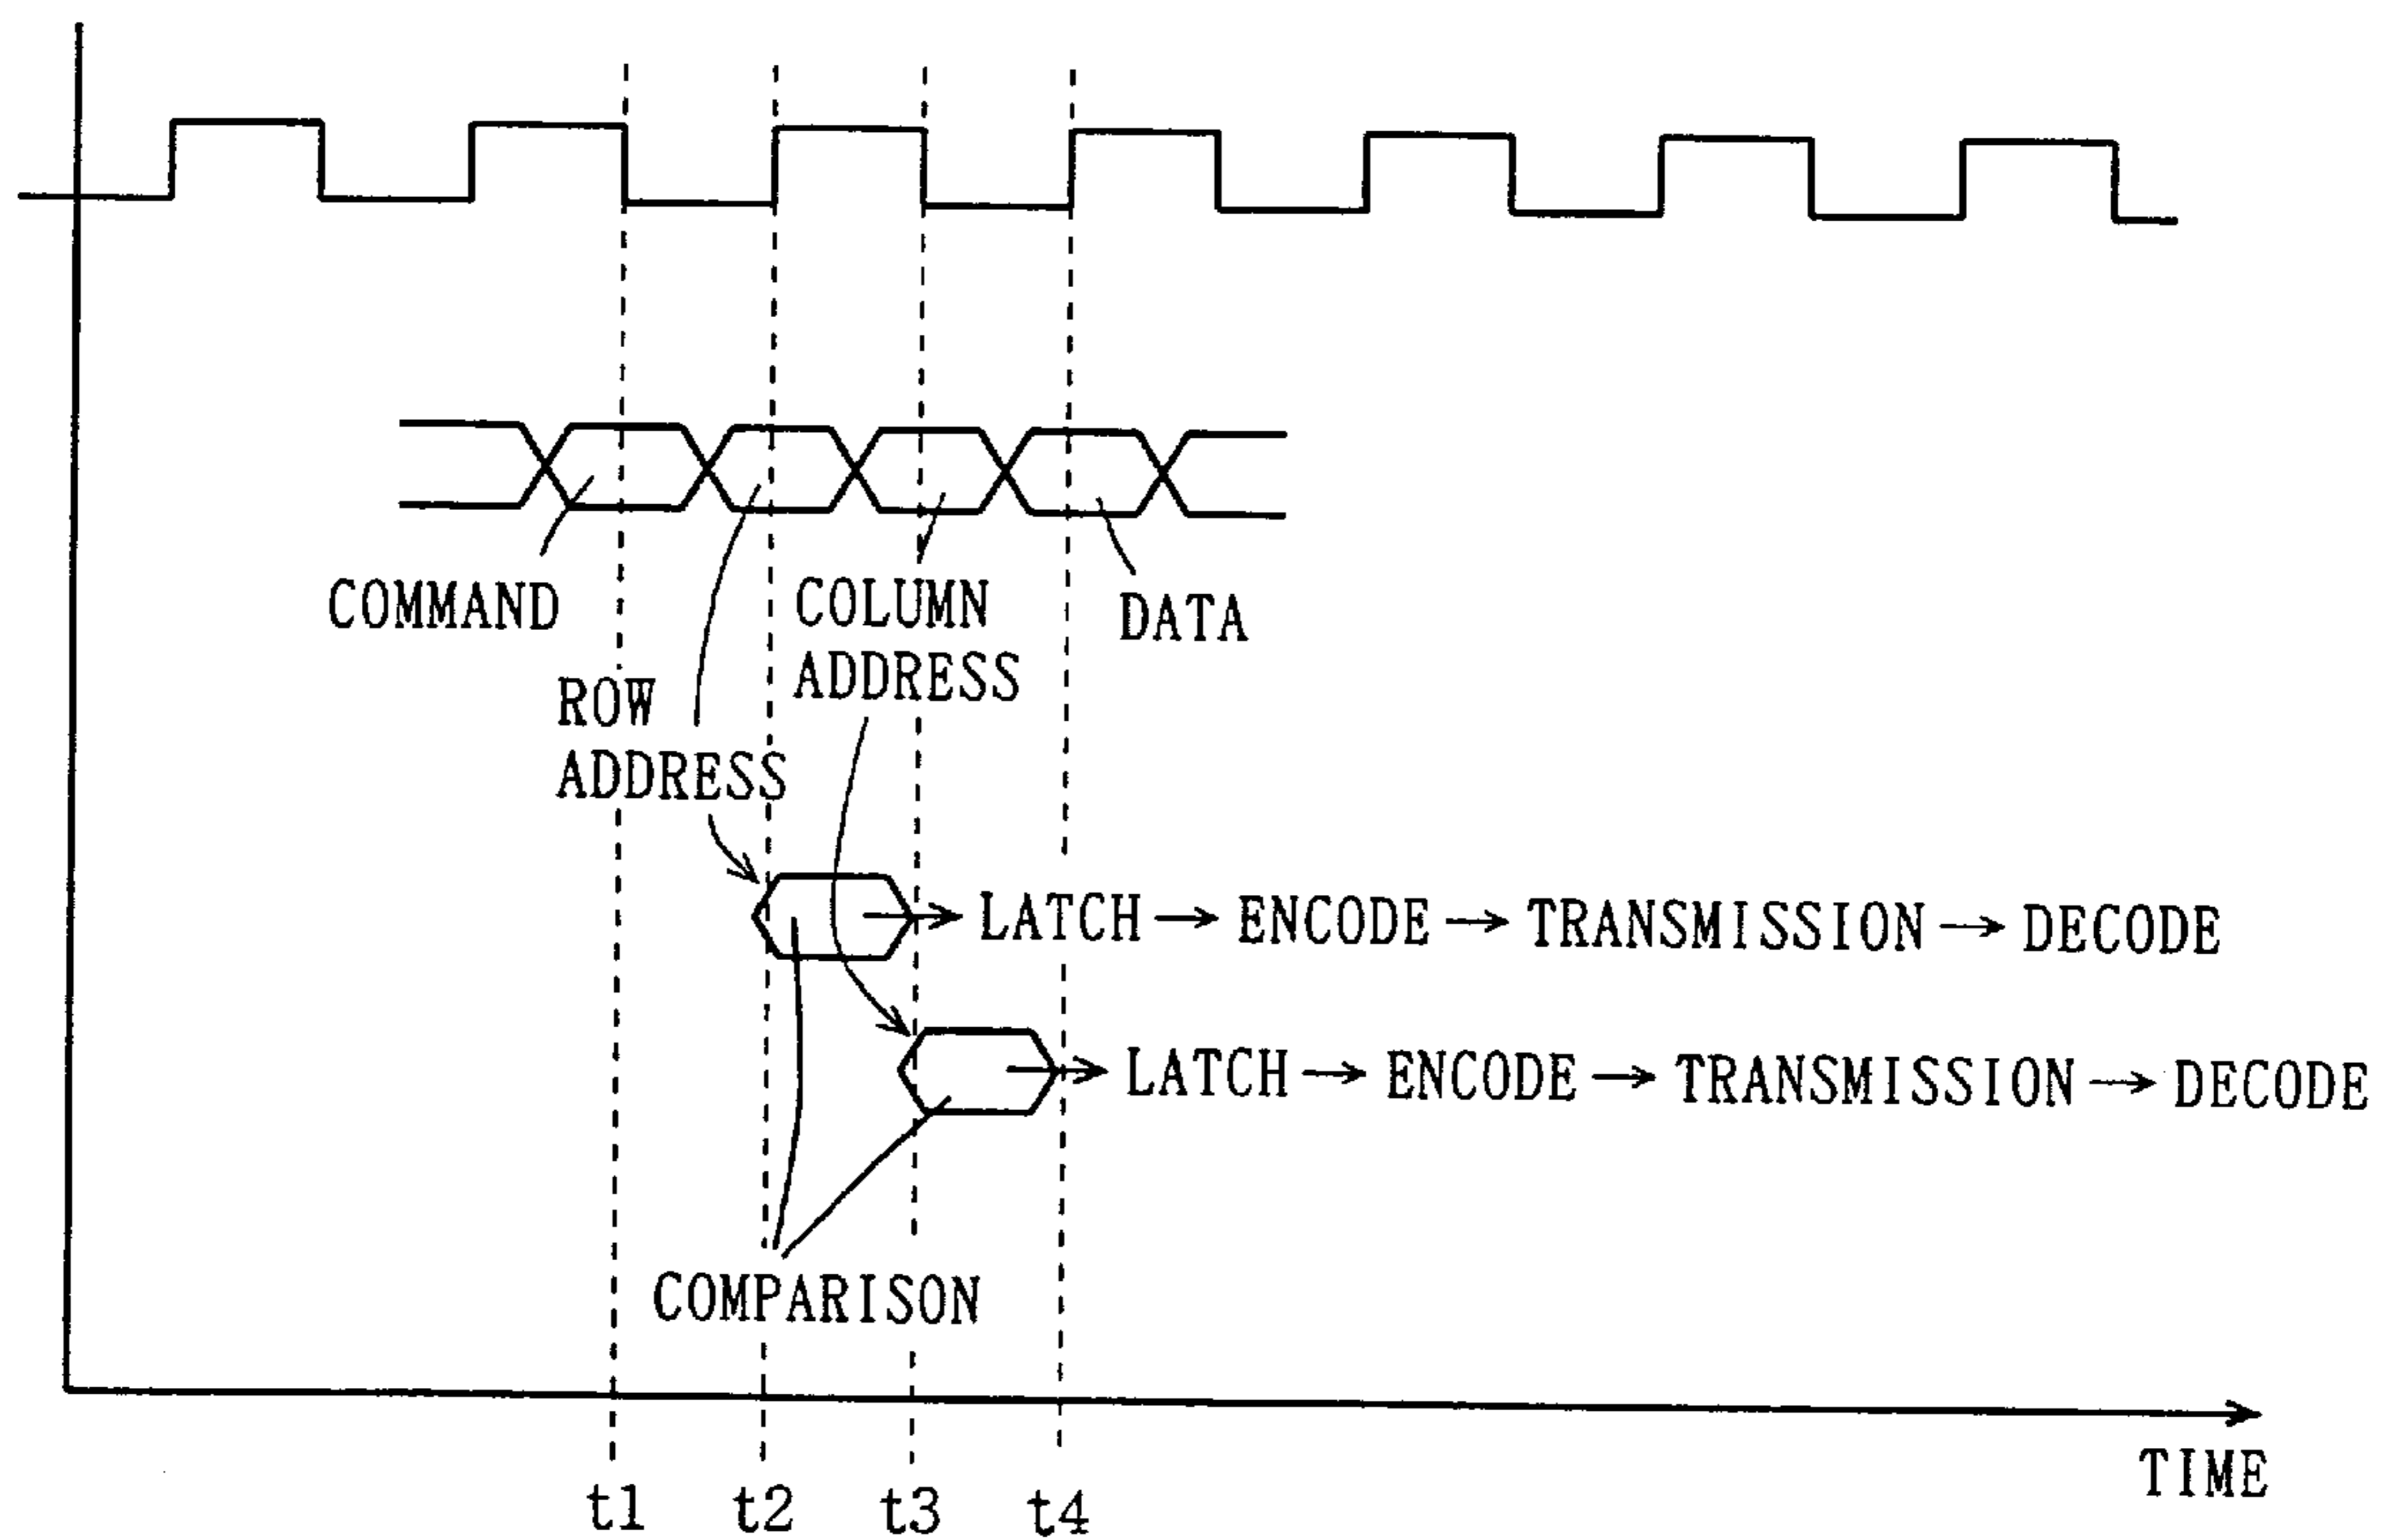 COMMAND
ROW
ADDRESS
COLUMN
ADDRESS
DATA
LATCH → ENCODE → TRANSMISSION → DECODE
LATCH → ENCODE → TRANSMISSION → DECODE
COMPARISON
TIME
t1 t2 t3 t4